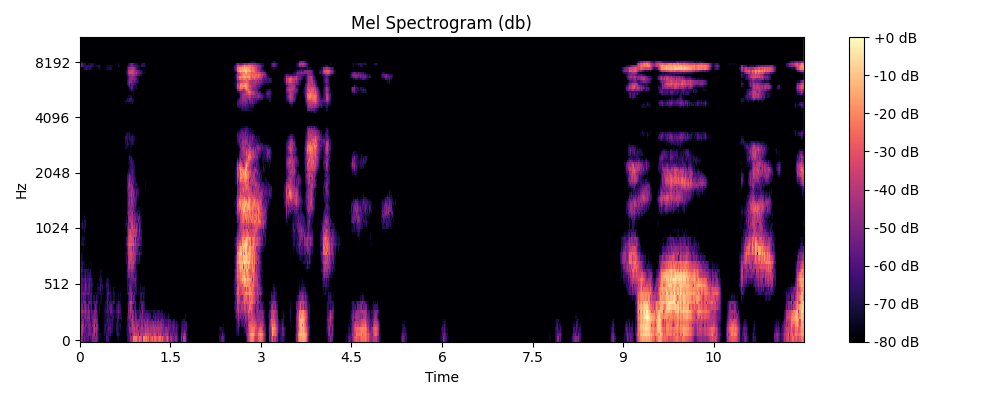 Mel Spectrogram (db)
8192
4096
2048
1024
512
0
Hz
0 1.5 3 4.5 6 7.5 9 10
Time
+0 dB
-10 dB
-20 dB
-30 dB
-40 dB
-50 dB
-60 dB
-70 dB
-80 dB